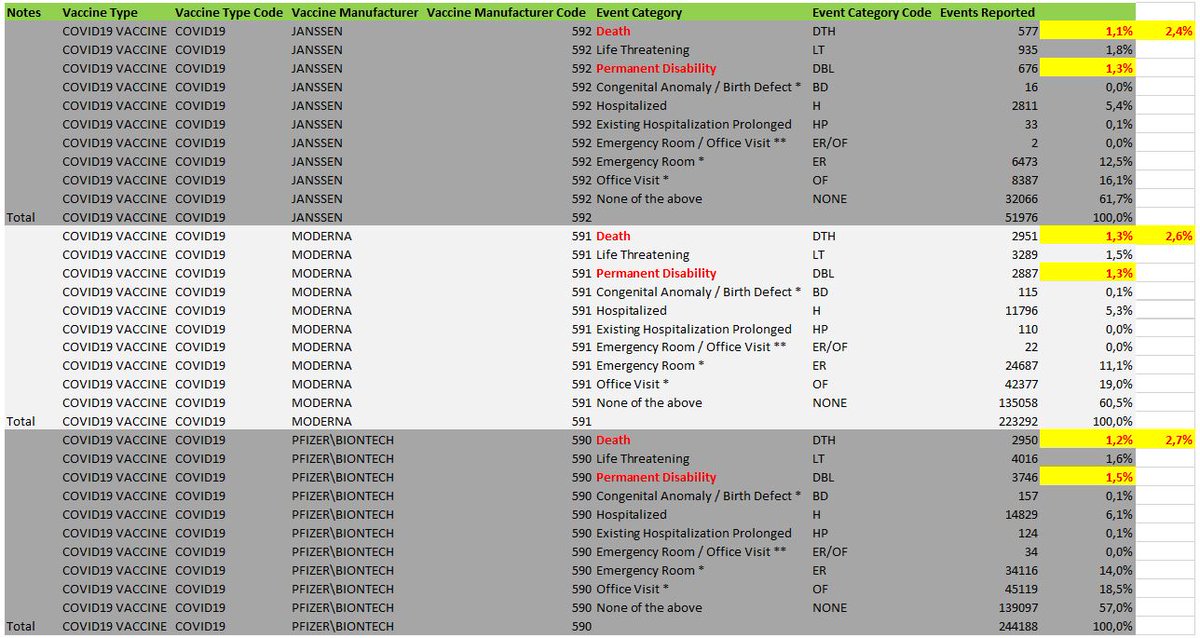 Notes Vaccine Type Vaccine Type Code Vaccine Manufacturer Vaccine Manufacturer Code Event Category Event Category Code Events Reported
COVID19 VACCINE COVID19 JANSSEN 592 Death DTH 577 1,1% 2,4%
COVID19 VACCINE COVID19 JANSSEN 592 Life Threatening LT 935 1,8%
COVID19 VACCINE COVID19 JANSSEN 592 Permanent Disability DBL 676 1,3%
COVID19 VACCINE COVID19 JANSSEN 592 Congenital Anomaly / Birth Defect * BD 16 0,0%
COVID19 VACCINE COVID19 JANSSEN 592 Hospitalized H 2811 5,4%
COVID19 VACCINE COVID19 JANSSEN 592 Existing Hospitalization Prolonged HP 33 0,1%
COVID19 VACCINE COVID19 JANSSEN 592 Emergency Room / Office Visit ** ER/OF 2 0,0%
COVID19 VACCINE COVID19 JANSSEN 592 Emergency Room * ER 6473 12,5%
COVID19 VACCINE COVID19 JANSSEN 592 Office Visit * OF 8387 16,1%
COVID19 VACCINE COVID19 JANSSEN 592 None of the above NONE 32066 61,7%
Total COVID19 VACCINE COVID19 JANSSEN 592 51976 100,0%
COVID19 VACCINE COVID19 MODERNA 591 Death DTH 2951 1,3% 2,6%
COVID19 VACCINE COVID19 MODERNA 591 Life Threatening LT 3289 1,5%
COVID19 VACCINE COVID19 MODERNA 591 Permanent Disability DBL 2887 1,3%
COVID19 VACCINE COVID19 MODERNA 591 Congenital Anomaly / Birth Defect * BD 115 0,1%
COVID19 VACCINE COVID19 MODERNA 591 Hospitalized H 11796 5,3%
COVID19 VACCINE COVID19 MODERNA 591 Existing Hospitalization Prolonged HP 110 0,0%
COVID19 VACCINE COVID19 MODERNA 591 Emergency Room / Office Visit ** ER/OF 22 0,0%
COVID19 VACCINE COVID19 MODERNA 591 Emergency Room * ER 24687 11,1%
COVID19 VACCINE COVID19 MODERNA 591 Office Visit * OF 42377 19,0%
COVID19 VACCINE COVID19 MODERNA 591 None of the above NONE 135058 60,5%
Total COVID19 VACCINE COVID19 MODERNA 591 223292 100,0%
COVID19 VACCINE COVID19 PFIZER\BIONTECH 590 Death DTH 2950 1,2% 2,7%
COVID19 VACCINE COVID19 PFIZER\BIONTECH 590 Life Threatening LT 4016 1,6%
COVID19 VACCINE COVID19 PFIZER\BIONTECH 590 Permanent Disability DBL 3746 1,5%
COVID19 VACCINE COVID19 PFIZER\BIONTECH 590 Congenital Anomaly / Birth Defect * BD 157 0,1%
COVID19 VACCINE COVID19 PFIZER\BIONTECH 590 Hospitalized H 14829 6,1%
COVID19 VACCINE COVID19 PFIZER\BIONTECH 590 Existing Hospitalization Prolonged HP 124 0,1%
COVID19 VACCINE COVID19 PFIZER\BIONTECH 590 Emergency Room / Office Visit ** ER/OF 34 0,0%
COVID19 VACCINE COVID19 PFIZER\BIONTECH 590 Emergency Room * ER 34116 14,0%
COVID19 VACCINE COVID19 PFIZER\BIONTECH 590 Office Visit * OF 45119 18,5%
COVID19 VACCINE COVID19 PFIZER\BIONTECH 590 None of the above NONE 139097 57,0%
Total COVID19 VACCINE COVID19 PFIZER\BIONTECH 590 244188 100,0%